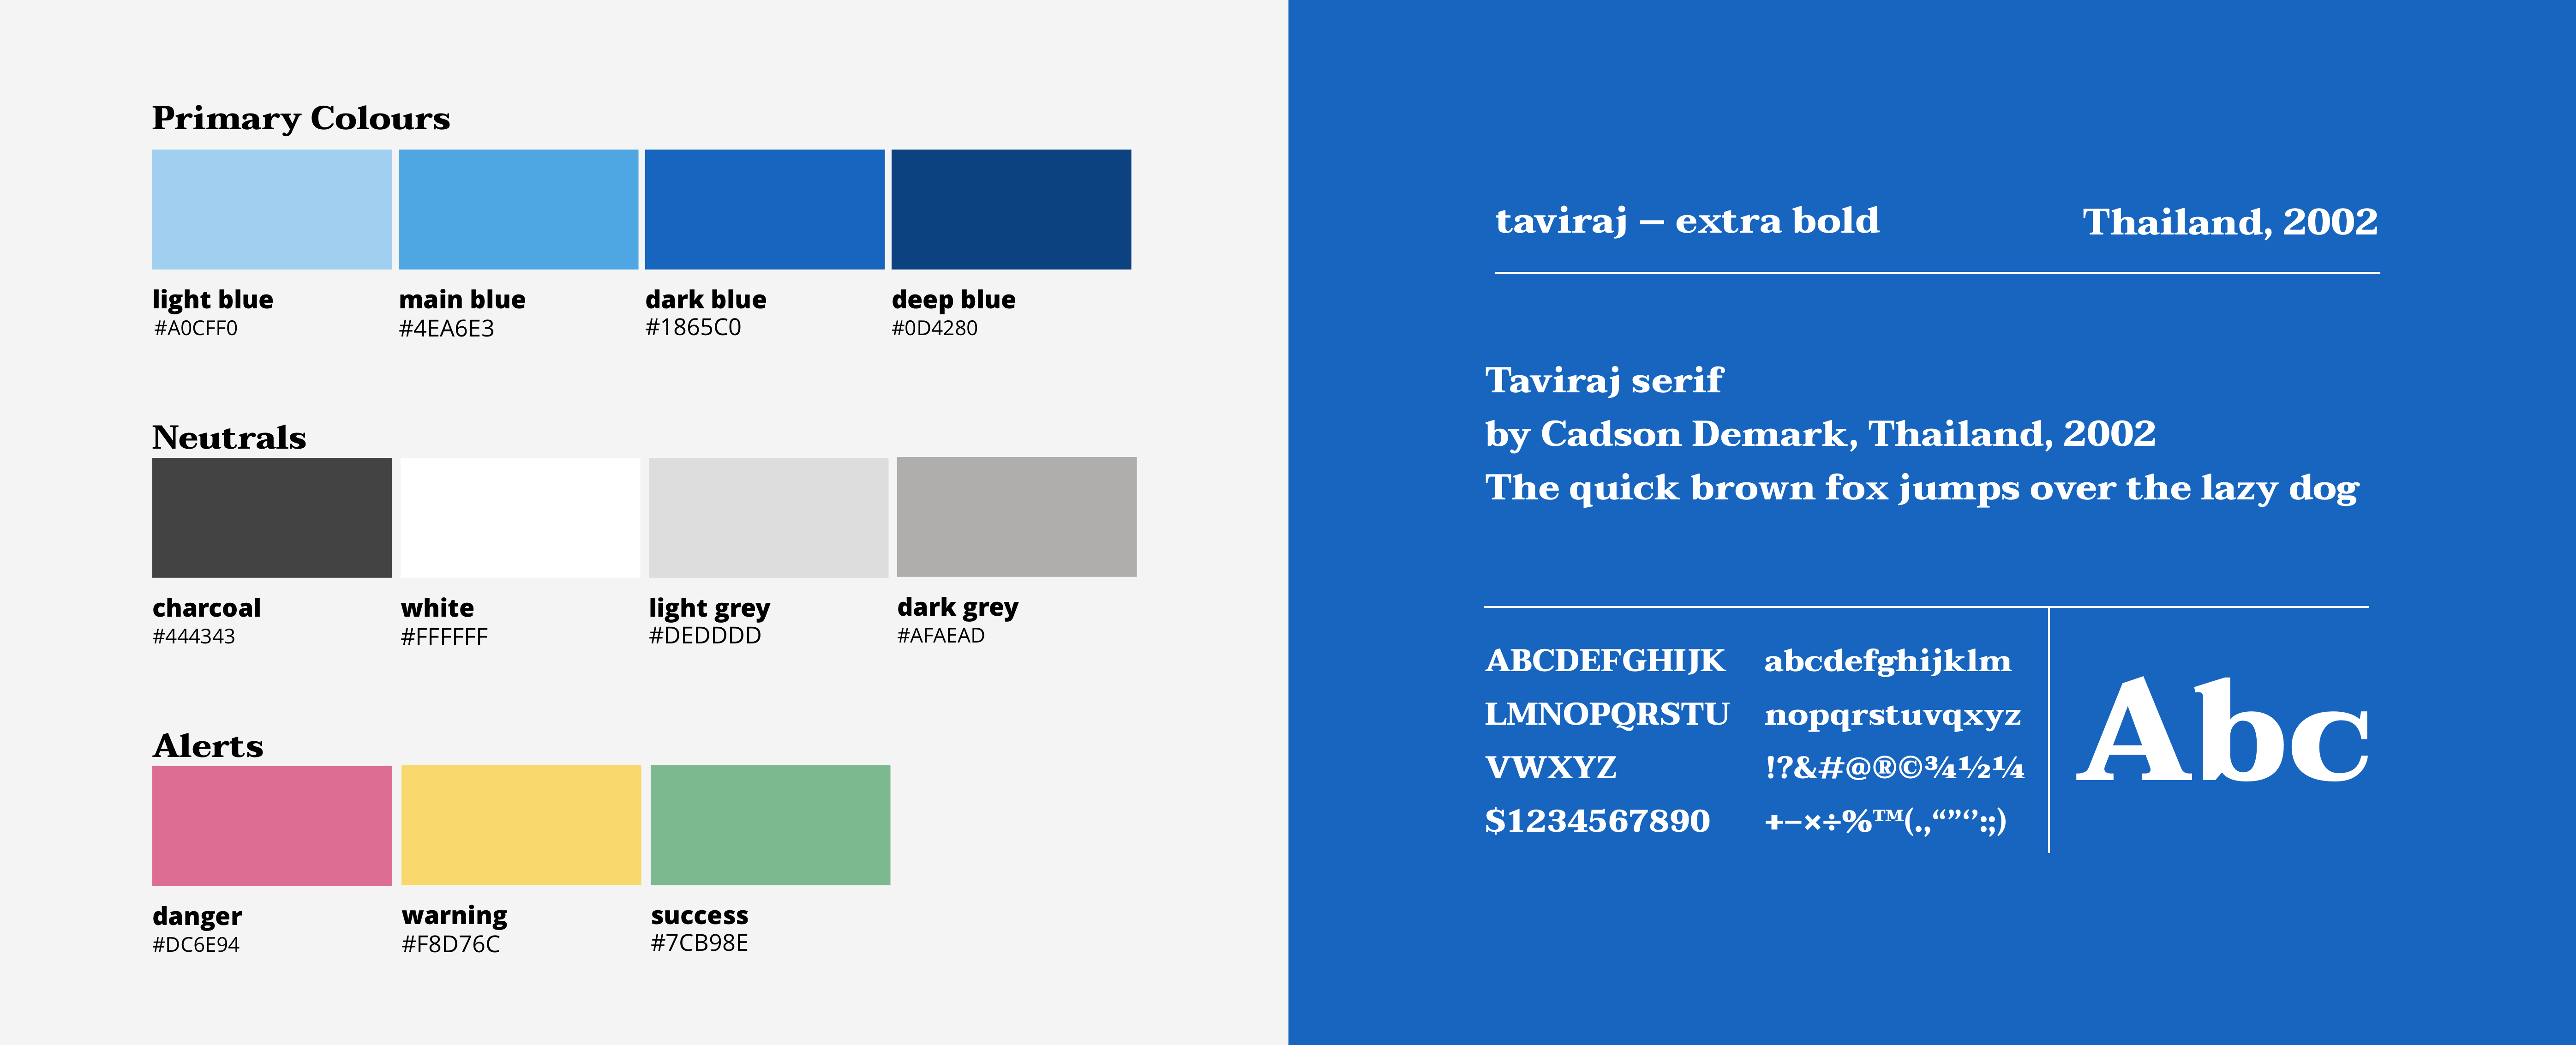 Primary Colours
light blue
#A0CFF0
main blue
#4EA6E3
dark blue
#1865C0
deep blue
#0D4280
Neutrals
charcoal
#444343
white
#FFFFFF
light grey
#DEDDDD
dark grey
#AFAEAD
Alerts
danger
#DC6E94
warning
#F8D76C
success
#7CB98E
taviraj – extra bold
Thailand, 2002
Taviraj serif
by Cadson Demark, Thailand, 2002
The quick brown fox jumps over the lazy dog
ABCDEFGHIJK
LMNOPQRSTU
VWXYZ
$1234567890
abcdefghijklm
nopqrstuvqxyz
!?&#@®©¾½¼
+−×÷%™(.,“”‘’:;)
Abc